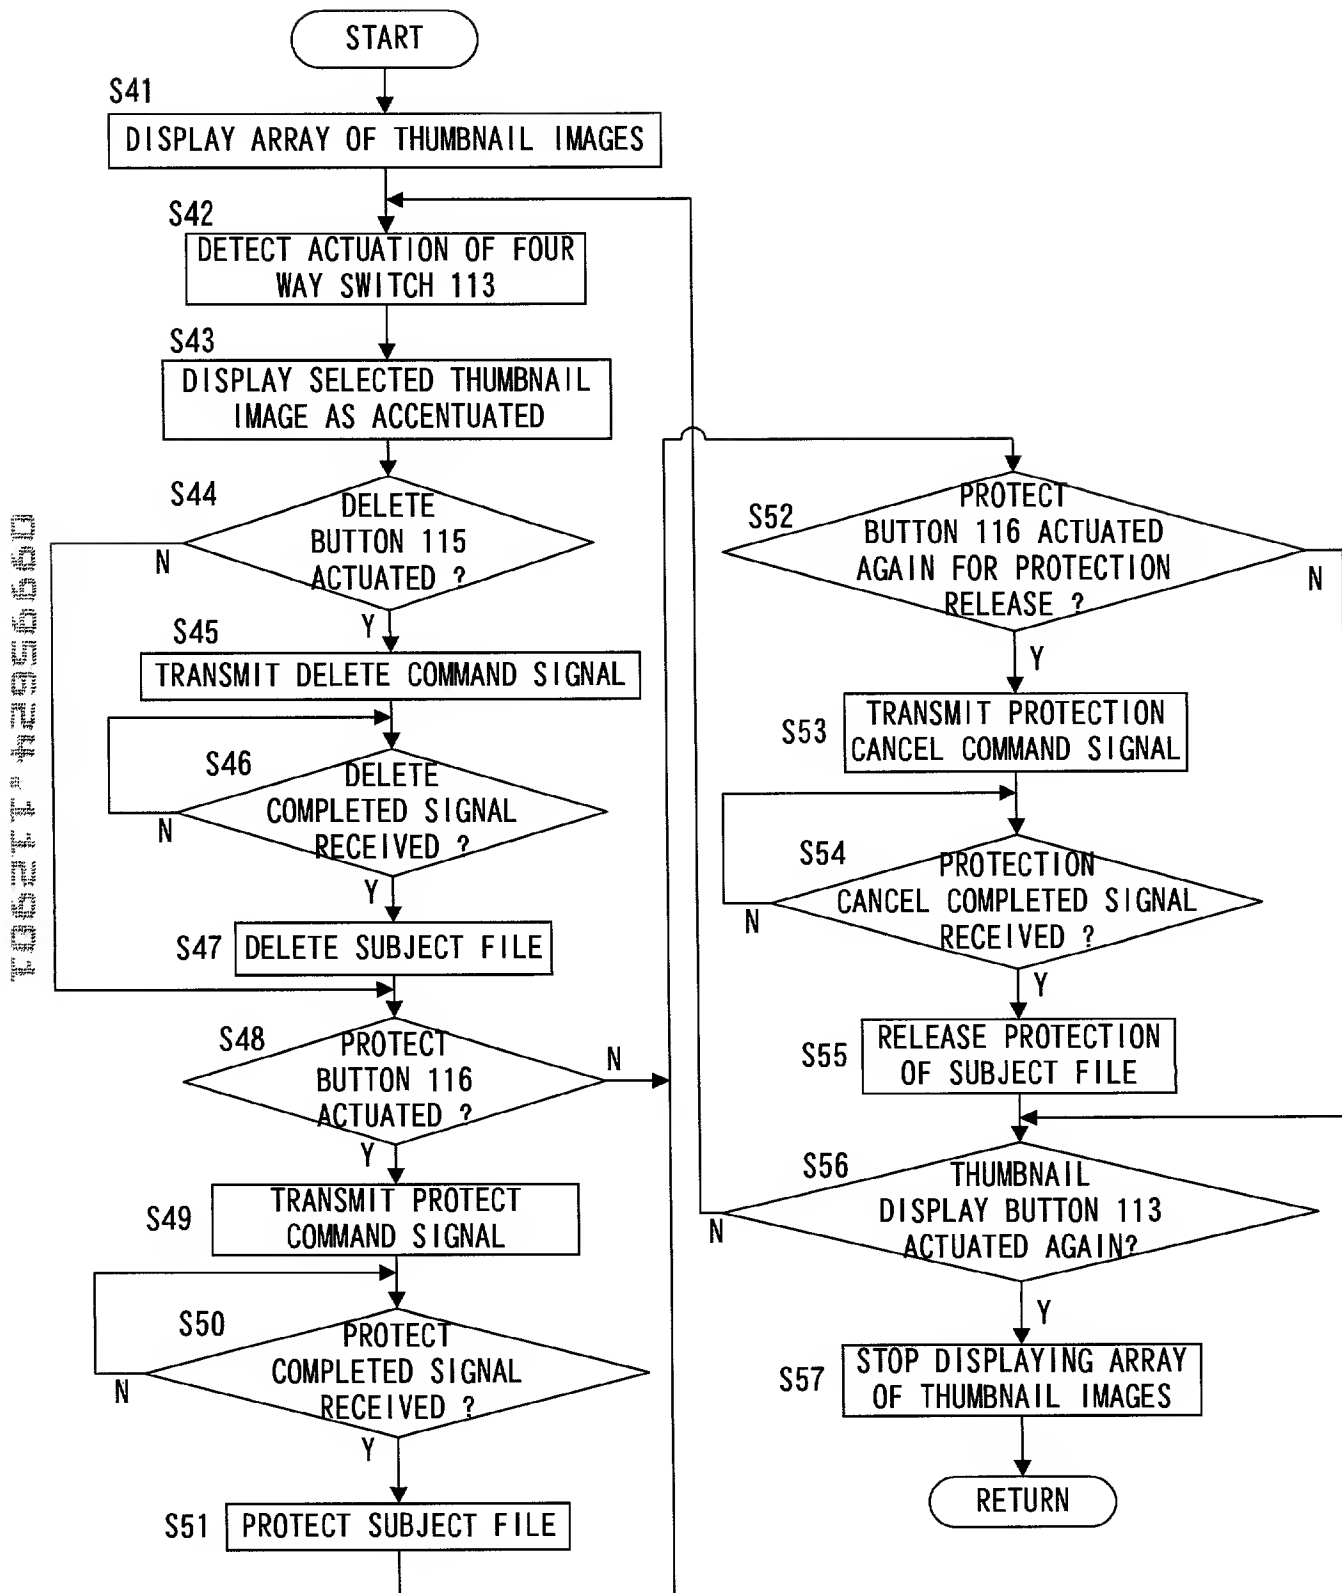 START
S41
DISPLAY ARRAY OF THUMBNAIL IMAGES
S42
DETECT ACTUATION OF FOUR
WAY SWITCH 113
S43
DISPLAY SELECTED THUMBNAIL
IMAGE AS ACCENTUATED
S44
DELETE
BUTTON 115
ACTUATED ?
N
Y
S45
TRANSMIT DELETE COMMAND SIGNAL
S46
DELETE
COMPLETED SIGNAL
RECEIVED ?
N
Y
S47
DELETE SUBJECT FILE
S48
PROTECT
BUTTON 116
ACTUATED ?
N
Y
S49
TRANSMIT PROTECT
COMMAND SIGNAL
S50
PROTECT
COMPLETED SIGNAL
RECEIVED ?
N
Y
S51
PROTECT SUBJECT FILE
S52
PROTECT
BUTTON 116 ACTUATED
AGAIN FOR PROTECTION
RELEASE ?
N
Y
S53
TRANSMIT PROTECTION
CANCEL COMMAND SIGNAL
S54
PROTECTION
CANCEL COMPLETED SIGNAL
RECEIVED ?
N
Y
S55
RELEASE PROTECTION
OF SUBJECT FILE
S56
THUMBNAIL
DISPLAY BUTTON 113
ACTUATED AGAIN?
N
Y
S57
STOP DISPLAYING ARRAY
OF THUMBNAIL IMAGES
RETURN